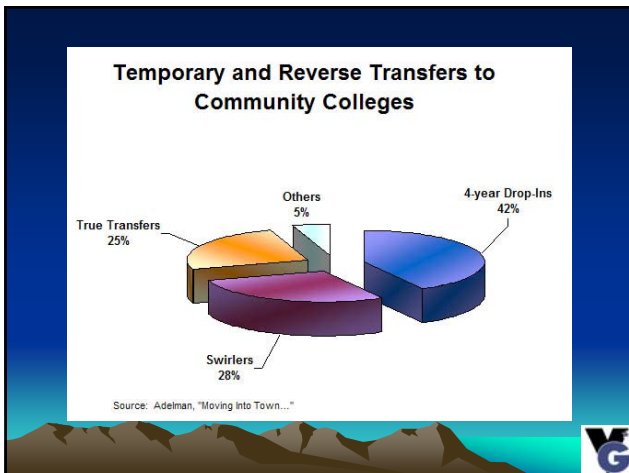 Temporary and Reverse Transfers to
Community Colleges
Others
5%
4-year Drop-Ins
42%
True Transfers
25%
Swirlers
28%
Source: Adelman, "Moving Into Town..."